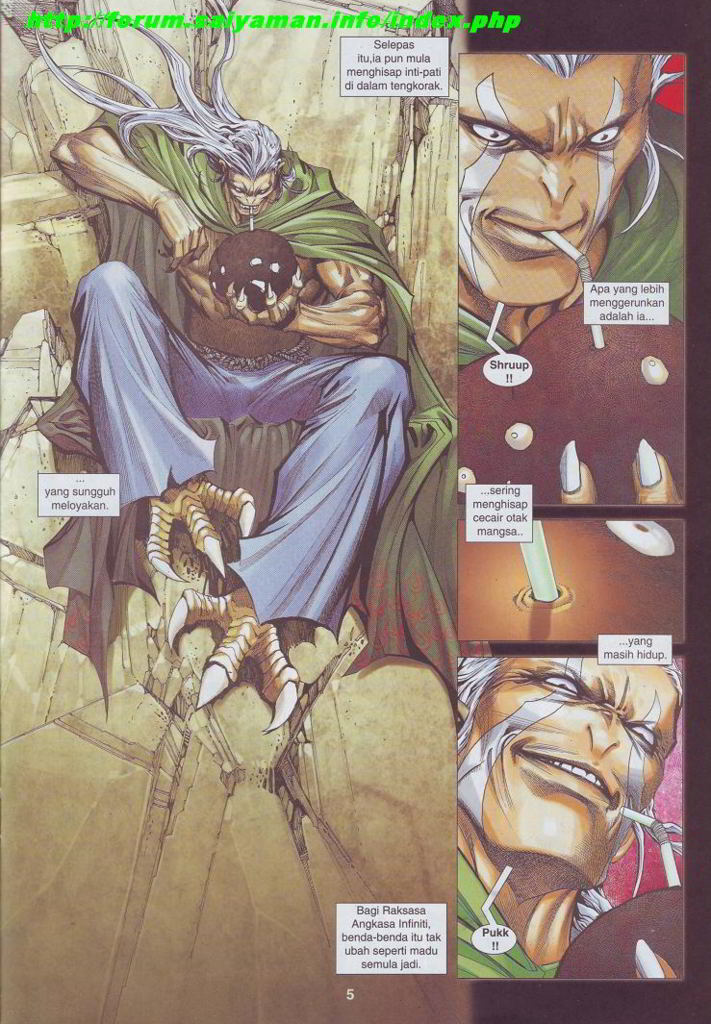 http://forum.saiyaman.info/index.php
Selepas
itu,ia pun mula
menghisap inti-pati
di dalam tengkorak.
Apa yang lebih
menggerunkan
adalah ia...
Shruup
!!
...
yang sungguh
meloyakan.
...sering
menghisap
cecair otak
mangsa..
...yang
masih hidup.
Bagi Raksasa
Angkasa Infiniti,
benda-benda itu tak
ubah seperti madu
semula jadi.
Pukk
!!
5